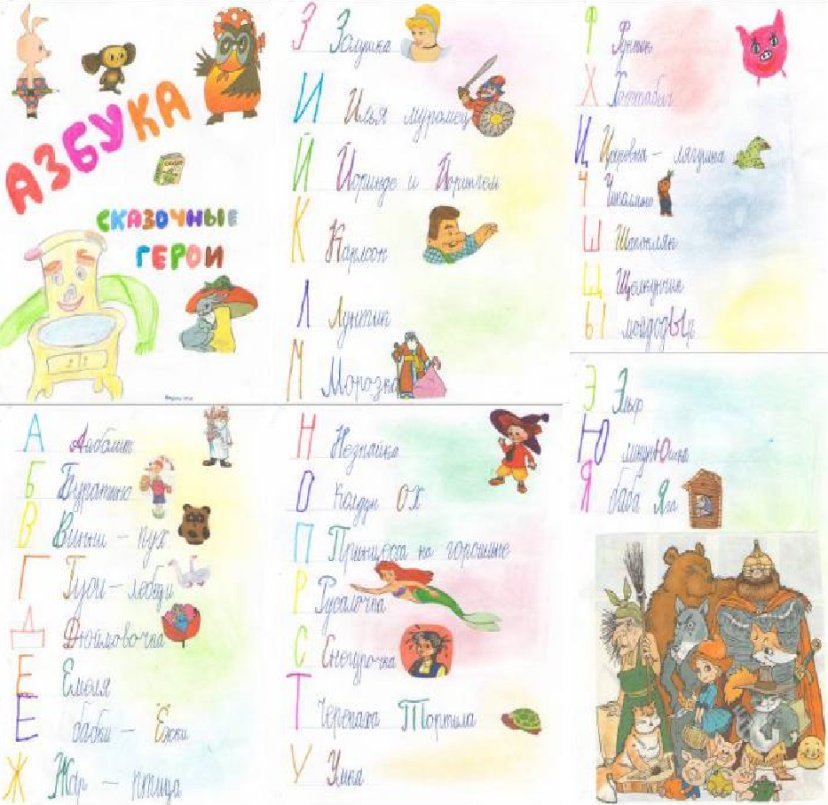 АЗБУКА
СКАЗОЧНЫЕ
ГЕРОИ
А Айболит
Б Буратино
В Винни - пух
Г Гуси - лебеди
Д Дюймовочка
Е Емеля
Ё бабки - Ёжки
Ж Жар - птица
З Золушка
И Илья муромец
Й Йоринде и Йорингель
К Карлсон
Л Лунтик
М Морозко
Н Незнайка
О Колдун Ох
П Принцесса на горошине
Р Русалочка
С Снегурочка
Т Черепаха Тортила
У Умка
Ф Фунтик
Х Хоттабыч
Ц Царевна - лягушка
Ч Чиполлино
Ш Шапокляк
Щ Щелкунчик
Ы мойдодЫр
Э Эльф
Ю
Я баба Яга